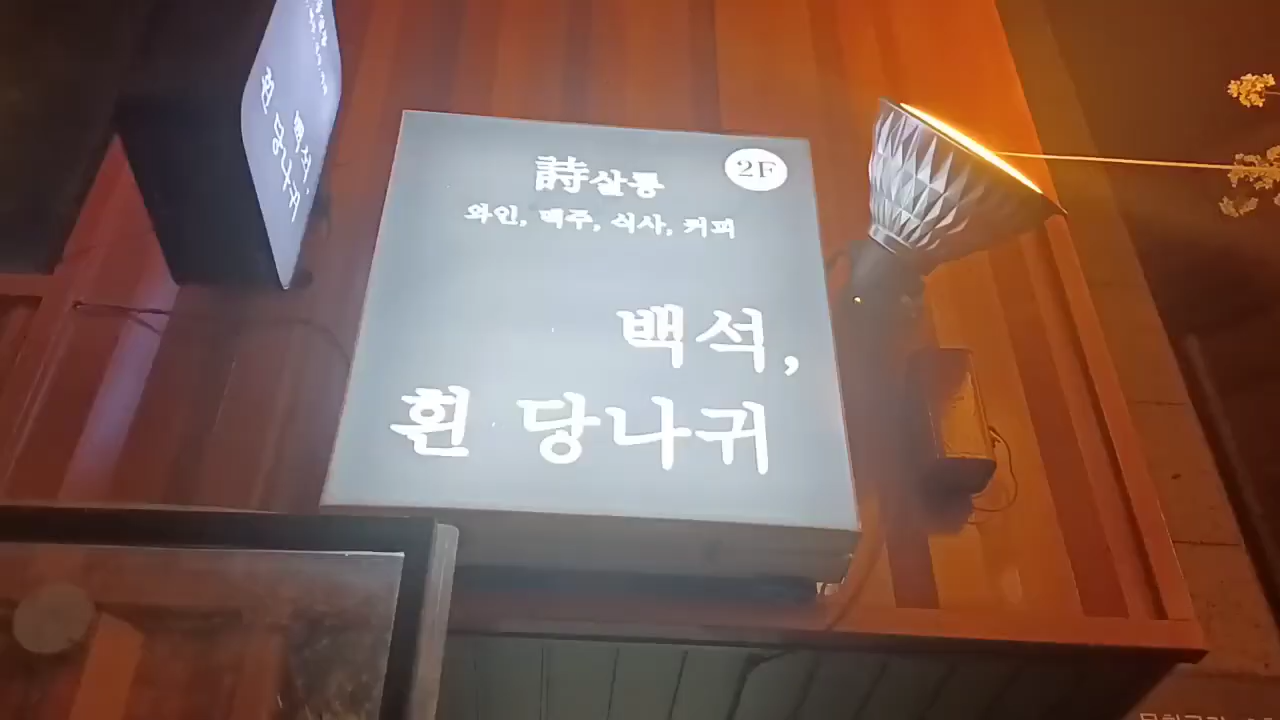 詩살롱
2F
와인, 맥주, 식사, 커피
백석,
흰 당나귀